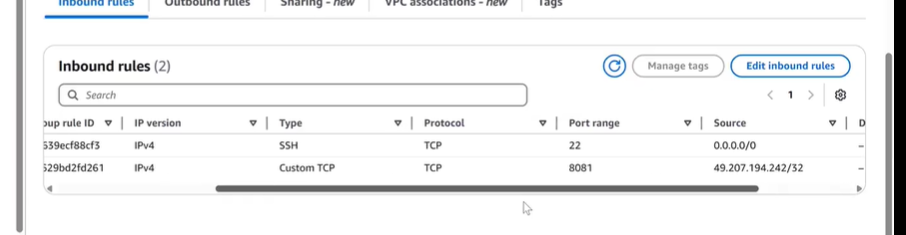 Inbound rules Outbound rules Sharing - new VPC associations - new Tags
Inbound rules (2) Manage tags Edit inbound rules
Search 1
oup rule ID IP version Type Protocol Port range Source D
539ecf88cf3 IPv4 SSH TCP 22 0.0.0.0/0 –
529bd2fd261 IPv4 Custom TCP TCP 8081 49.207.194.242/32 –